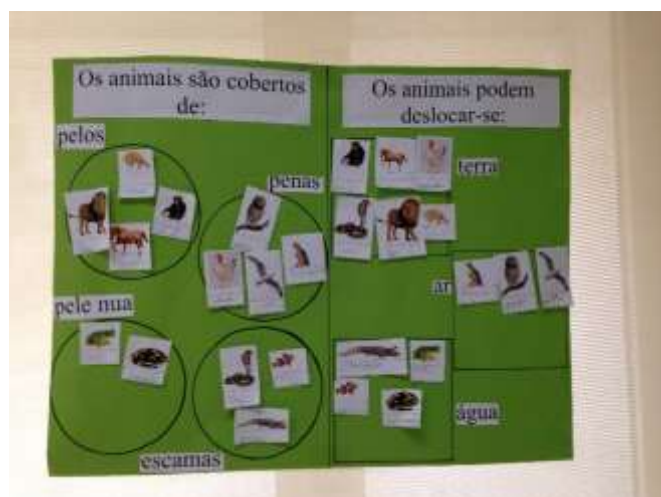 Os animais são cobertos
de:
pelos
penas
pele nua
escamas
Os animais podem
deslocar-se:
terra
ar
água